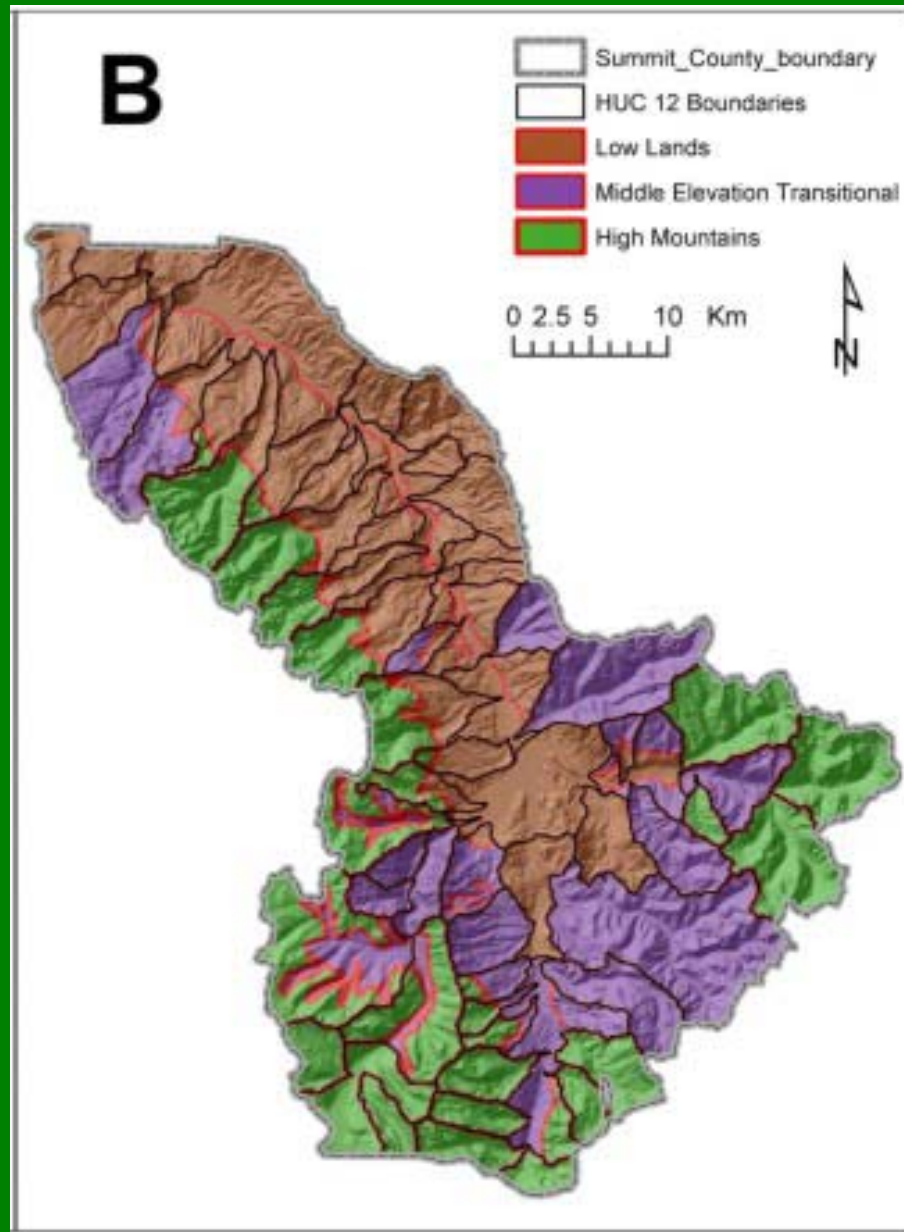 B
Summit_County_boundary
HUC 12 Boundaries
Low Lands
Middle Elevation Transitional
High Mountains
0 2.5 5 10 Km
N